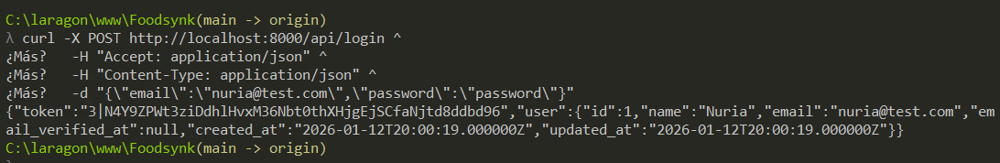 C:\laragon\www\Foodsynk(main -> origin)
λ curl -X POST http://localhost:8000/api/login ^
¿Más?   -H "Accept: application/json" ^
¿Más?   -H "Content-Type: application/json" ^
¿Más?   -d "{\"email\":\"nuria@test.com\",\"password\":\"password\"}"
{"token":"3|N4Y9ZPWt3ziDdhlHvxM36Nbt0thXHjgEjSCfaNjtd8ddbd96","user":{"id":1,"name":"Nuria","email":"nuria@test.com","em
ail_verified_at":null,"created_at":"2026-01-12T20:00:19.000000Z","updated_at":"2026-01-12T20:00:19.000000Z"}}
C:\laragon\www\Foodsynk(main -> origin)